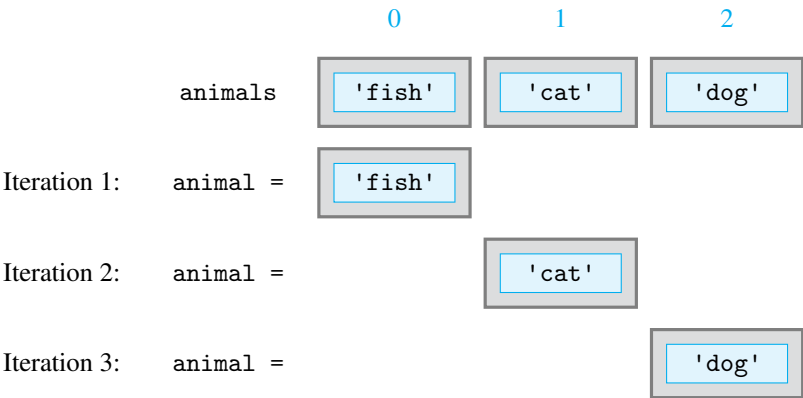 0 1 2
animals 'fish' 'cat' 'dog'
Iteration 1: animal = 'fish'
Iteration 2: animal = 'cat'
Iteration 3: animal = 'dog'